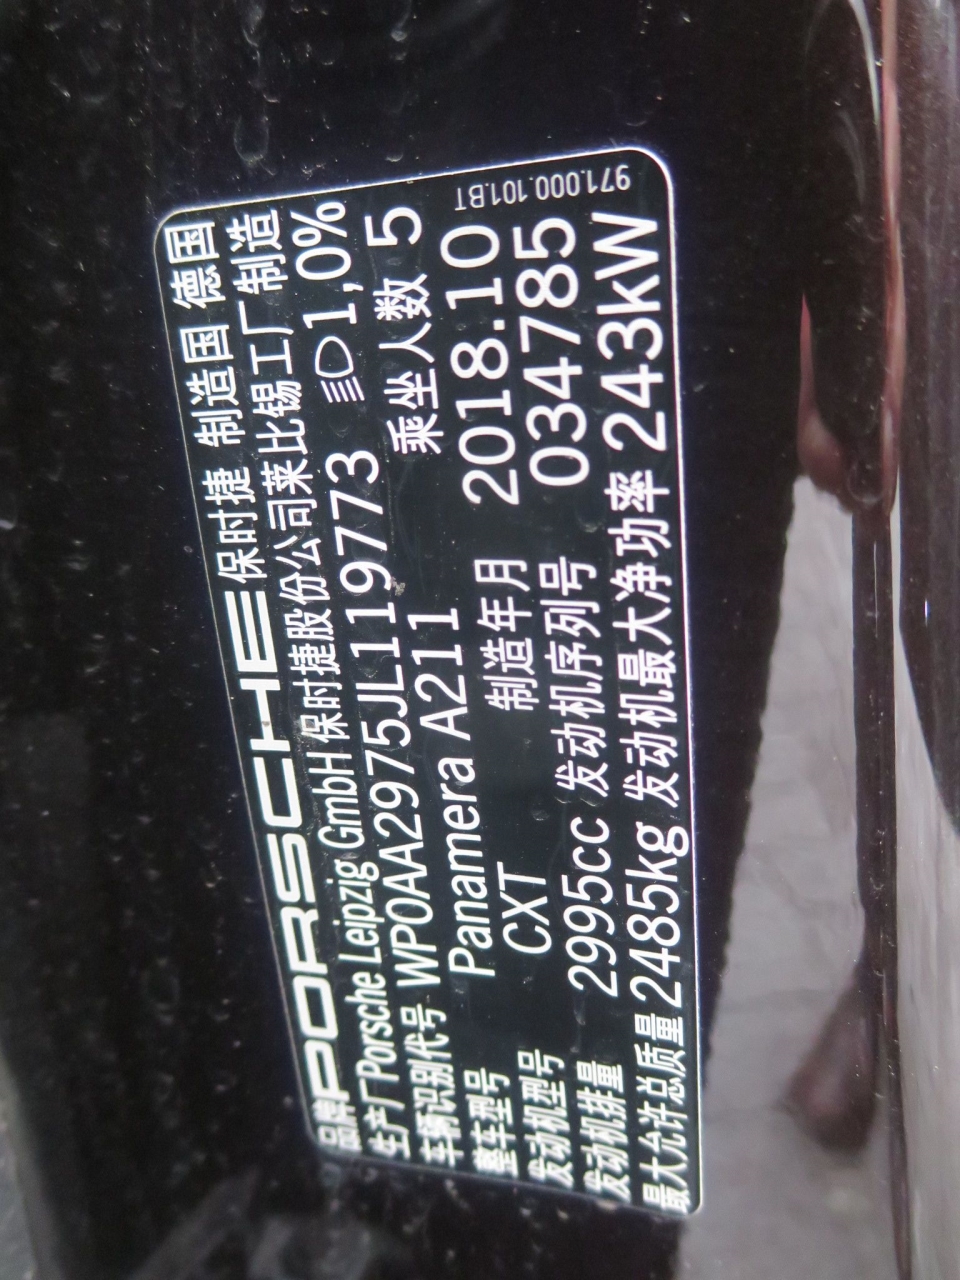 品牌 PORSCHE 保时捷 制造国 德国
生产厂 Porsche Leipzig GmbH 保时捷股份公司莱比锡工厂制造
车辆识别代号 WP0AA2975JL119773 1,0%
整车型号 Panamera A211 乘坐人数 5
发动机型号 CXT 制造年月 2018.10
发动机排量 2995cc 发动机序列号 034785
最大允许总质量 2485kg 发动机最大净功率 243kW
971.000.101.BT